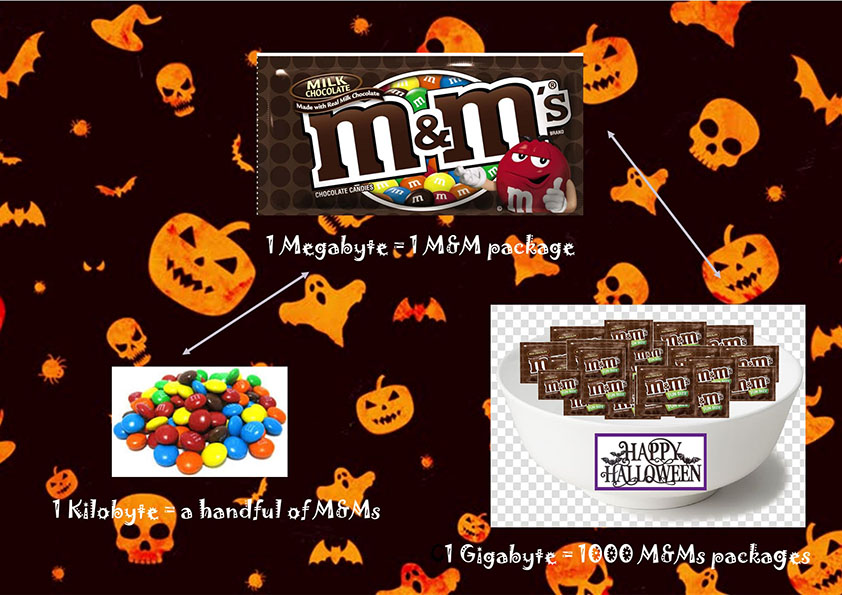 MILK
CHOCOLATE
Made with Real Milk Chocolate
m&m's®
BRAND
CHOCOLATE CANDIES
1 Megabyte = 1 M&M package
HAPPY
HALLOWEEN
1 Kilobyte = a handful of M&Ms
1 Gigabyte = 1000 M&Ms packages